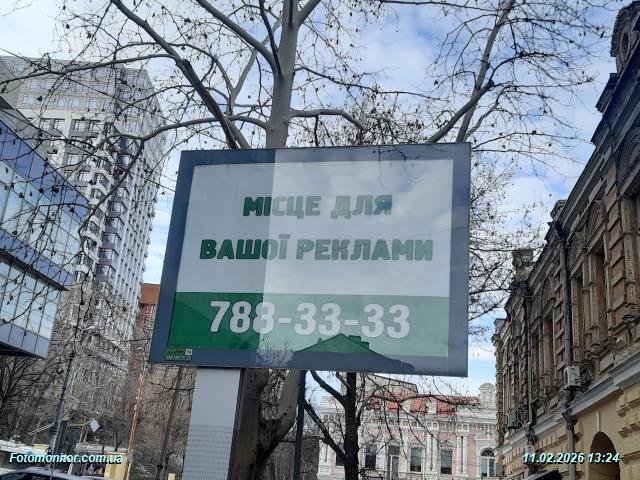 МІСЦЕ ДЛЯ
ВАШОЇ РЕКЛАМИ
788-33-33
Fotomonitor.com.ua
11.02.2026 13:24